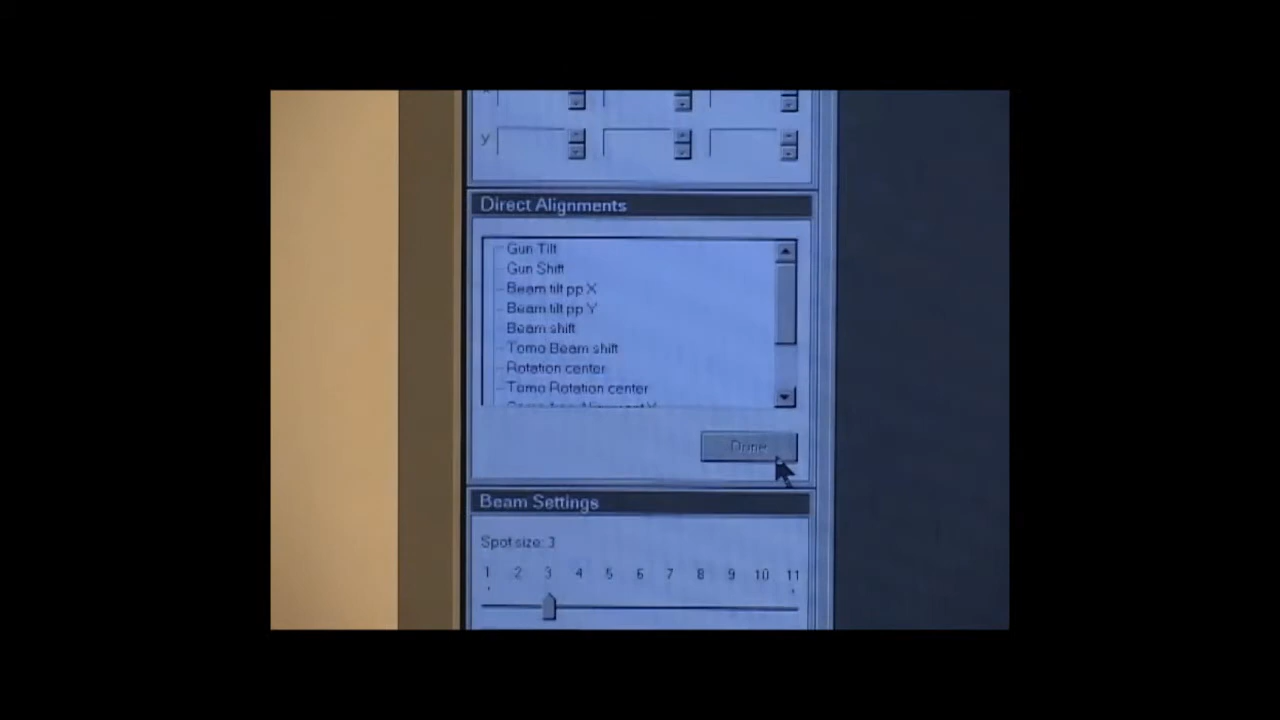 y
Direct Alignments
Gun Tilt
Gun Shift
Beam tilt pp X
Beam tilt pp Y
Beam shift
Tomo Beam shift
Rotation center
Tomo Rotation center
Done
Beam Settings
Spot size: 3
1 2 3 4 5 6 7 8 9 10 11